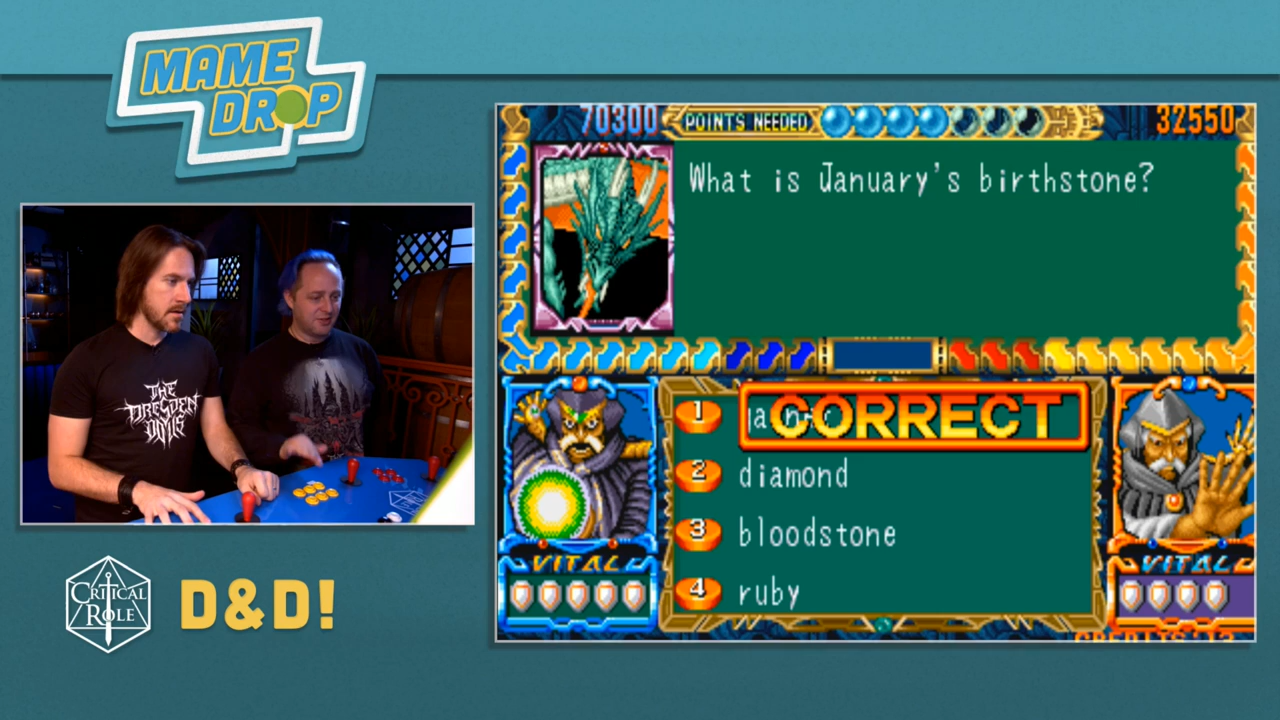 MAME
DROP
70300
POINTS NEEDED
32550
What is January's birthstone?
CORRECT
1
2 diamond
3 bloodstone
4 ruby
VITAL
VITAL
THE
DRESDEN
DOLLS
CRITICAL
ROLE
D&D!